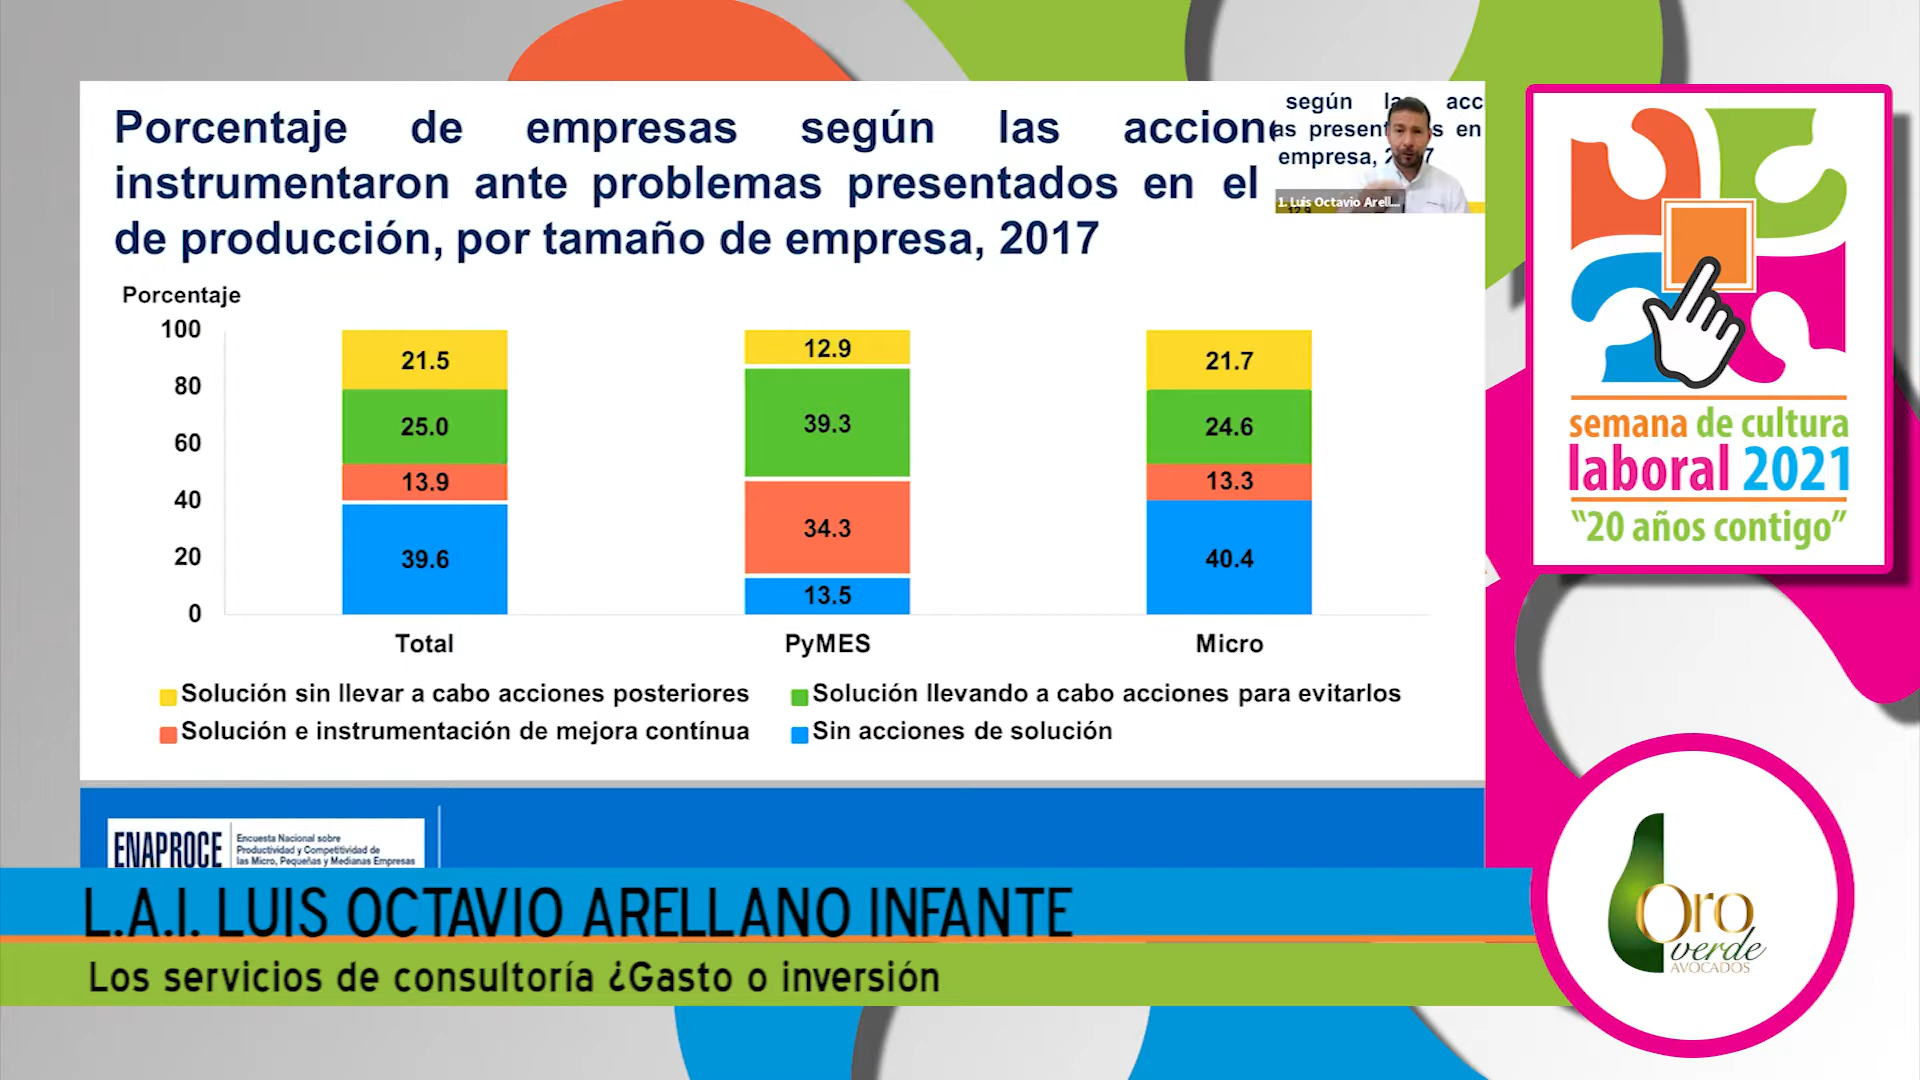 Porcentaje de empresas según las accion
instrumentaron ante problemas presentados en el
de producción, por tamaño de empresa, 2017
según las acc
as present s en
empresa, 2 7
1. Luis Octavio Arell...
Porcentaje
100
80
60
40
20
0
21.5
25.0
13.9
39.6
12.9
39.3
34.3
13.5
21.7
24.6
13.3
40.4
Total
PyMES
Micro
Solución sin llevar a cabo acciones posteriores
Solución llevando a cabo acciones para evitarlos
Solución e instrumentación de mejora contínua
Sin acciones de solución
ENAPROCE
Encuesta Nacional sobre
Productividad y Competitividad de
las Micro, Pequeñas y Medianas Empresas
L.A.I. LUIS OCTAVIO ARELLANO INFANTE
Los servicios de consultoría ¿Gasto o inversión
semana de cultura
laboral 2021
"20 años contigo"
Oro
verde
AVOCADOS